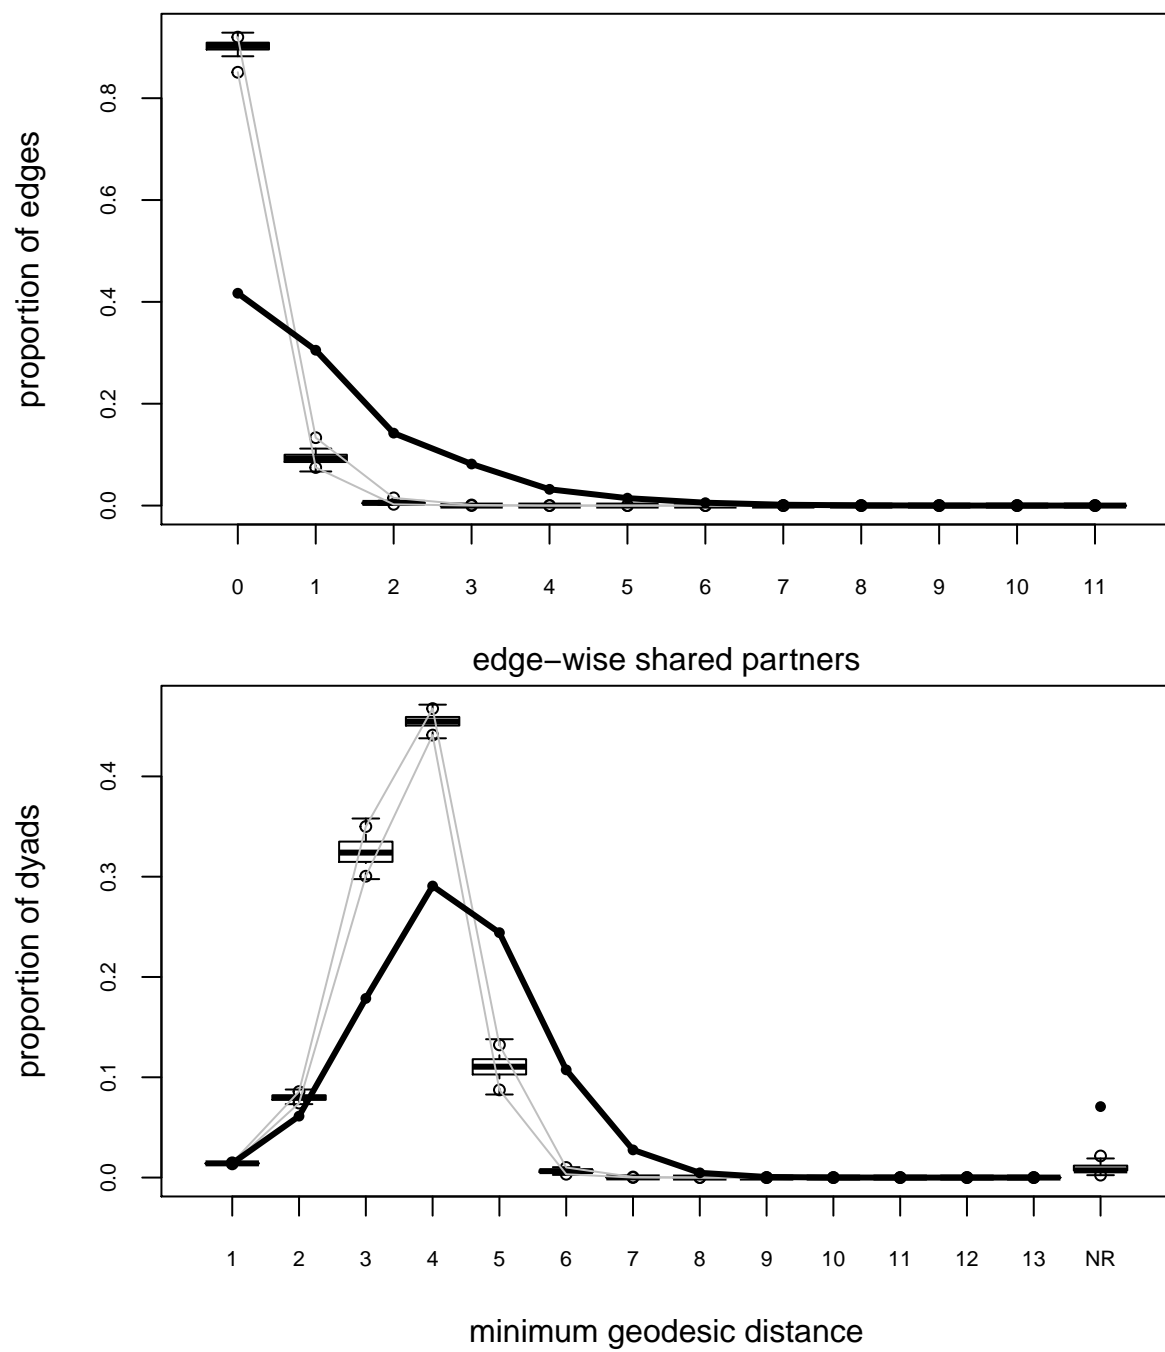 proportion of edges
0.8
0.6
0.4
0.2
0.0
0 1 2 3 4 5 6 7 8 9 10 11
edge−wise shared partners
proportion of dyads
0.4
0.3
0.2
0.1
0.0
1 2 3 4 5 6 7 8 9 10 11 12 13 NR
minimum geodesic distance